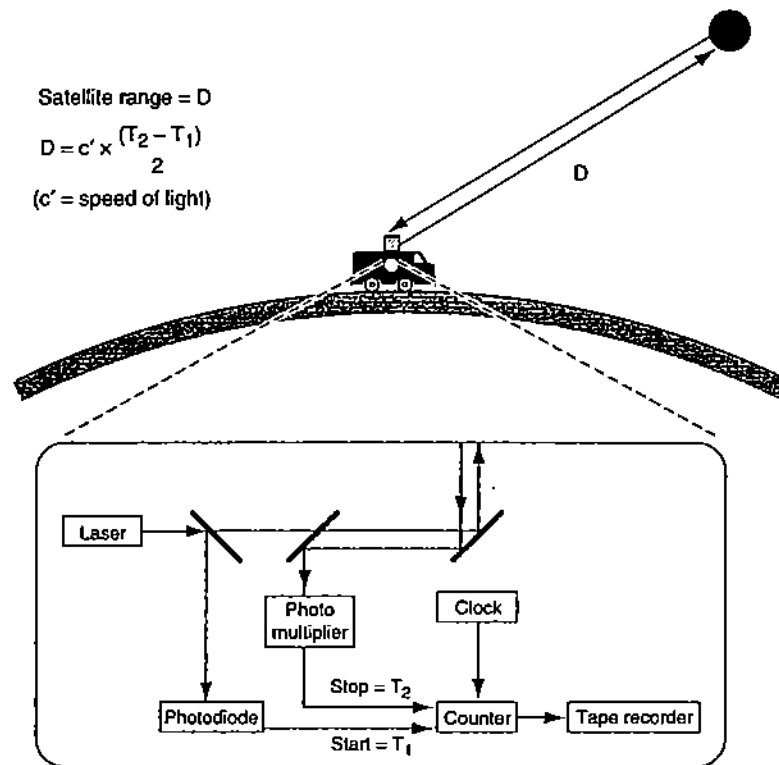 Satellite range = D
D = c′ × (T₂ – T₁)
2
(c′ = speed of light)
D
Laser
Photo
multiplier
Clock
Stop = T₂
Photodiode
Counter
Tape recorder
Start = T₁